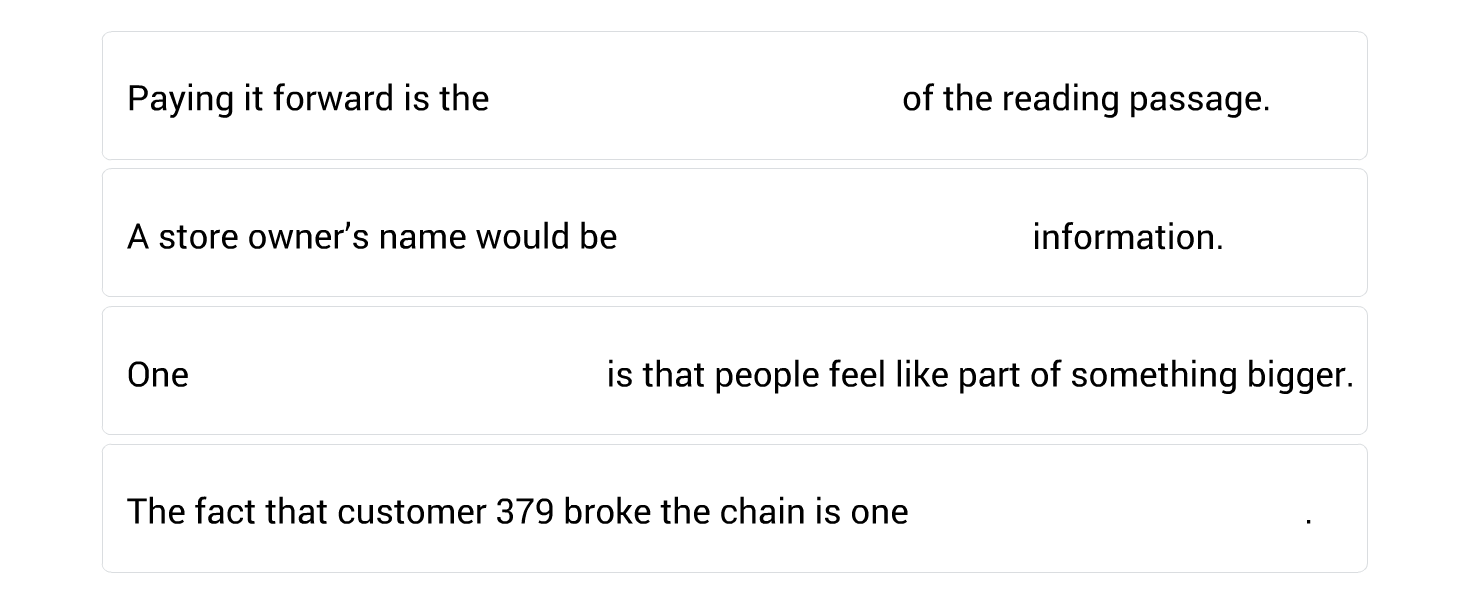 Paying it forward is the of the reading passage.
A store owner’s name would be information.
One is that people feel like part of something bigger.
The fact that customer 379 broke the chain is one .